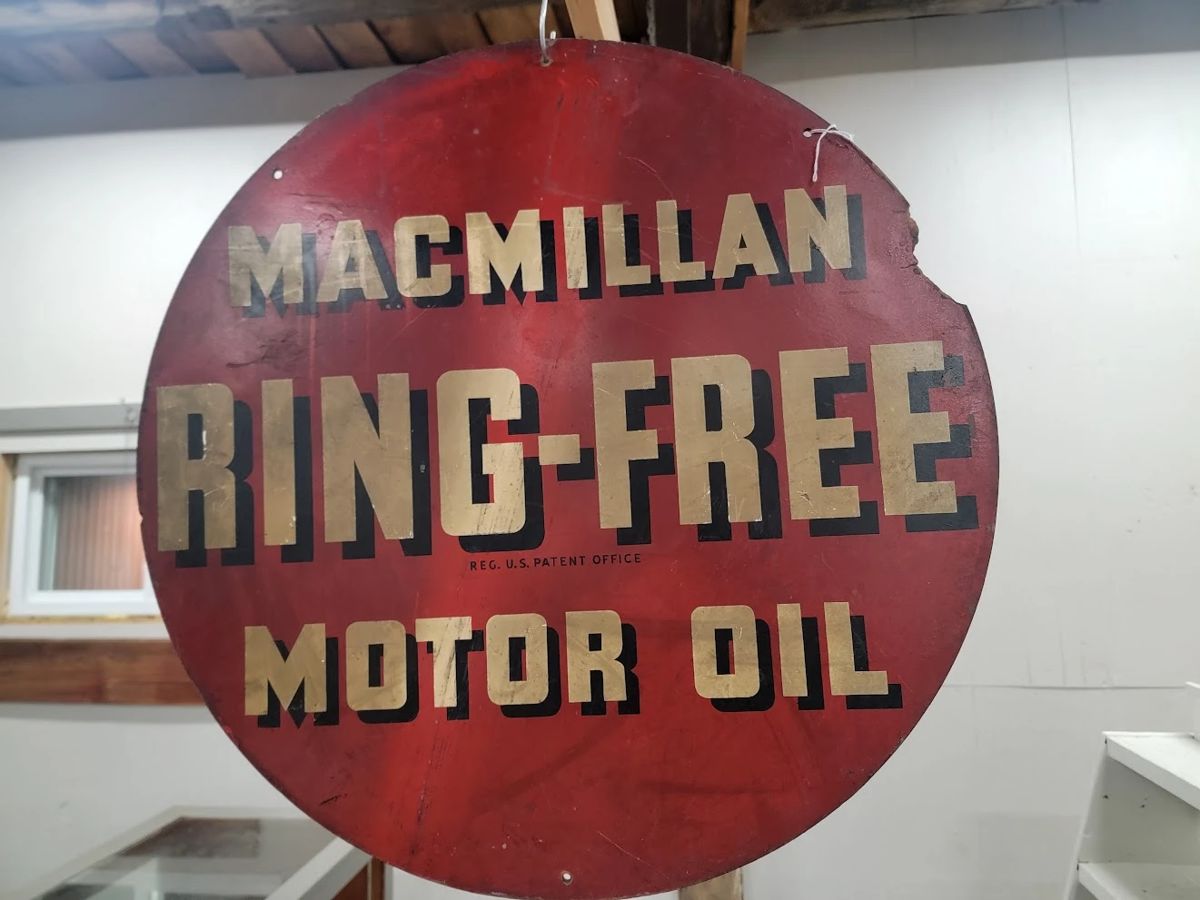 MACMILLAN
RING-FREE
REG. U.S. PATENT OFFICE
MOTOR OIL